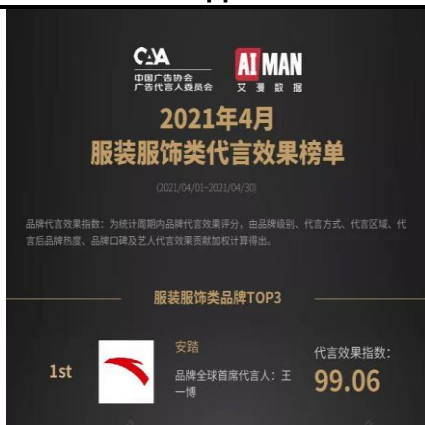 CAA
中国广告协会
广告代言人委员会
AI MAN
艾漫数据
2021年4月
服装服饰类代言效果榜单
(2021/04/01-2021/04/30)
品牌代言效果指数：为统计周期内品牌代言效果评分，由品牌级别、代言方式、代言区域、代
言后品牌热度、品牌口碑及艺人代言效果贡献加权计算得出。
服装服饰类品牌TOP3
1st
安踏
品牌全球首席代言人：王
一博
代言效果指数：
99.06